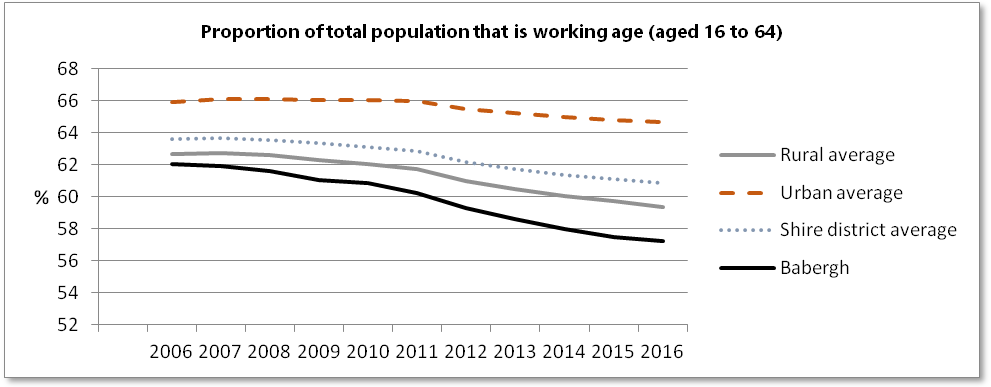 Proportion of total population that is working age (aged 16 to 64)
68
66
64
62
60
58
56
54
52
%
2006 2007 2008 2009 2010 2011 2012 2013 2014 2015 2016
Rural average
Urban average
Shire district average
Babergh